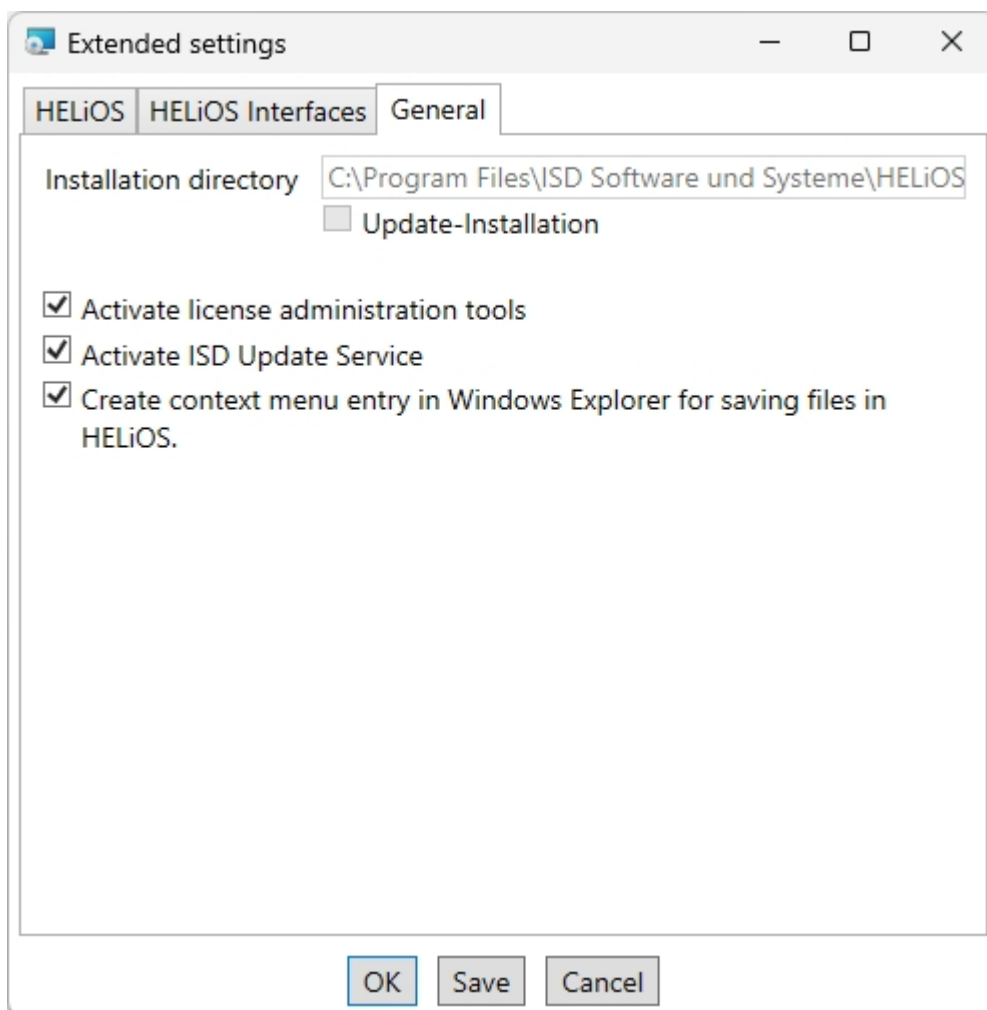 Extended settings
HELiOS HELiOS Interfaces General
Installation directory C:\Program Files\ISD Software und Systeme\HELiOS
Update-Installation
Activate license administration tools
Activate ISD Update Service
Create context menu entry in Windows Explorer for saving files in
HELiOS.
OK Save Cancel